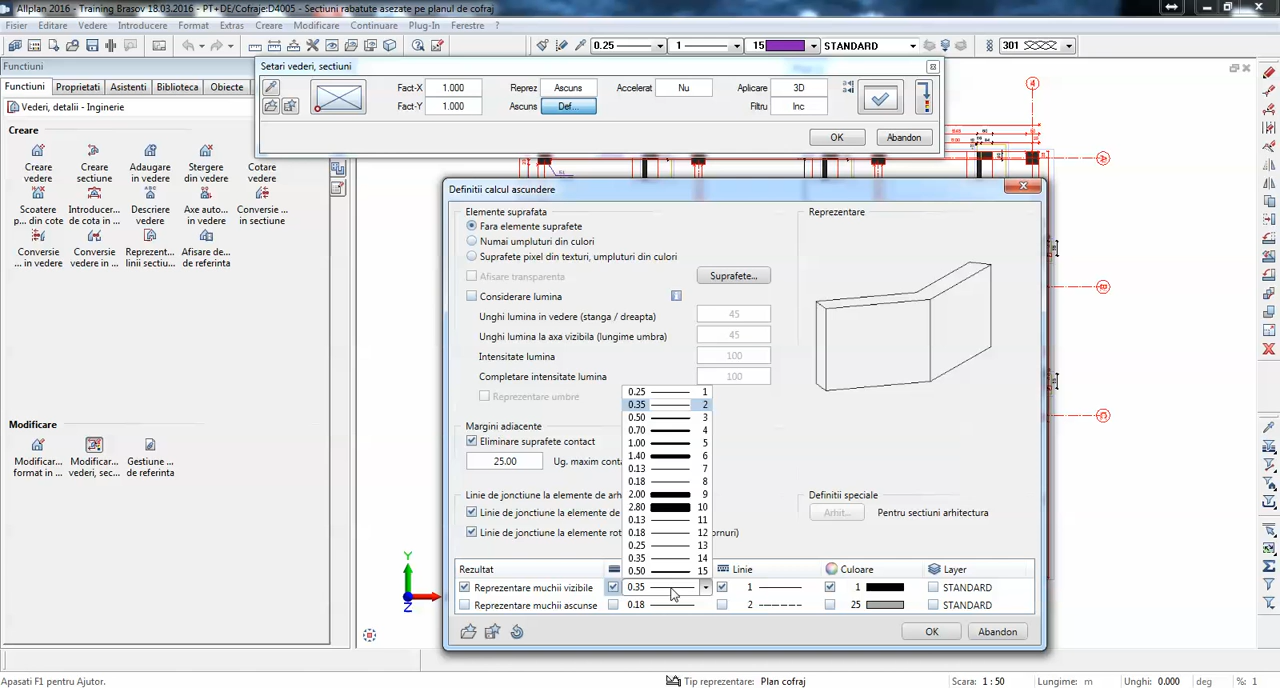 Allplan 2016 - Training Brasov 18.03.2016 - PT+DE/Cofraje:D4005 - Sectiuni rabatute asezate pe planul de cofraj
Fisier Editare Vedere Introducere Format Extras Creare Modificare Continuare Plug-In Ferestre ?
0.25 1 15 STANDARD 301
Functiuni
Functiuni Proprietati Asistenti Biblioteca Obiecte
Vederi, detalii - Inginerie
Creare
Creare vedere
Creare sectiune
Adaugare in vedere
Stergere din vedere
Cotare vedere
Scoatere p... din cote
Introducer... de cota in ...
Descriere vedere
Axe auto... in vedere
Conversie ... in sectiune
Conversie ... in vedere
Conversie vedere in ...
Reprezent... linii sectiu...
Afisare de... de referinta
Modificare
Modificar... format in ...
Modificar... vederi, sec...
Gestiune ... de referinta
Setari vederi, sectiuni
Fact-X 1.000 Reprez Ascuns Accelerat Nu Aplicare 3D
Fact-Y 1.000 Ascuns Def... Filtru Inc
OK Abandon
Definitii calcul ascundere
Elemente suprafata
Fara elemente suprafete
Numai umpluturi din culori
Suprafete pixel din texturi, umpluturi din culori
Afisare transparenta Suprafete...
Considerare lumina
Unghi lumina in vedere (stanga / dreapta) 45
Unghi lumina la axa vizibila (lungime umbra) 45
Intensitate lumina 100
Completare intensitate lumina 100
Reprezentare umbre
Reprezentare
0.25 1
0.35 2
0.50 3
0.70 4
1.00 5
1.40 6
0.13 7
0.18 8
2.00 9
2.80 10
0.13 11
0.18 12
0.25 13
0.35 14
0.50 15
Margini adiacente
Eliminare suprafete contact
25.00 Ug. maxim conta
Linie de jonctiune la elemente de arh
Linie de jonctiune la elemente de
Linie de jonctiune la elemente rot nuri)
Definitii speciale
Arhit... Pentru sectiuni arhitectura
Rezultat Linie Culoare Layer
Reprezentare muchii vizibile 0.35 1 1 STANDARD
Reprezentare muchii ascunse 0.18 2 25 STANDARD
OK Abandon
A
B
C
4
Y
X
Z
Apasati F1 pentru Ajutor. Tip reprezentare: Plan cofraj Scara: 1 : 50 Lungime: m Unghi: 0.000 deg %: 1